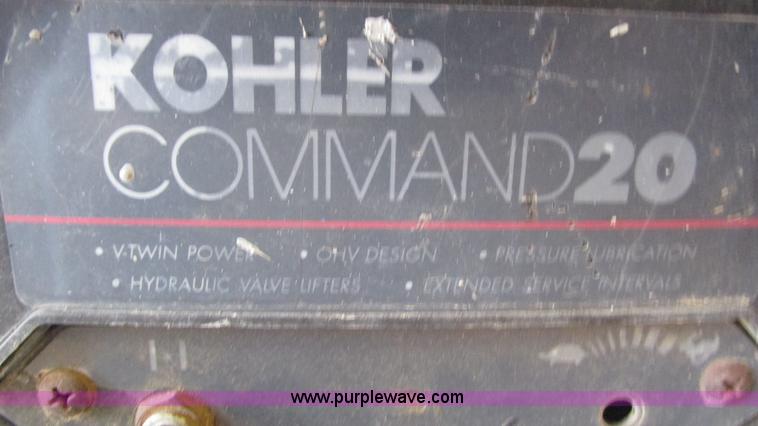 KOHLER
COMMAND20
• V-TWIN POWER • OHV DESIGN • PRESSURE LUBRICATION
• HYDRAULIC VALVE LIFTERS • EXTENDED SERVICE INTERVALS
www.purplewave.com